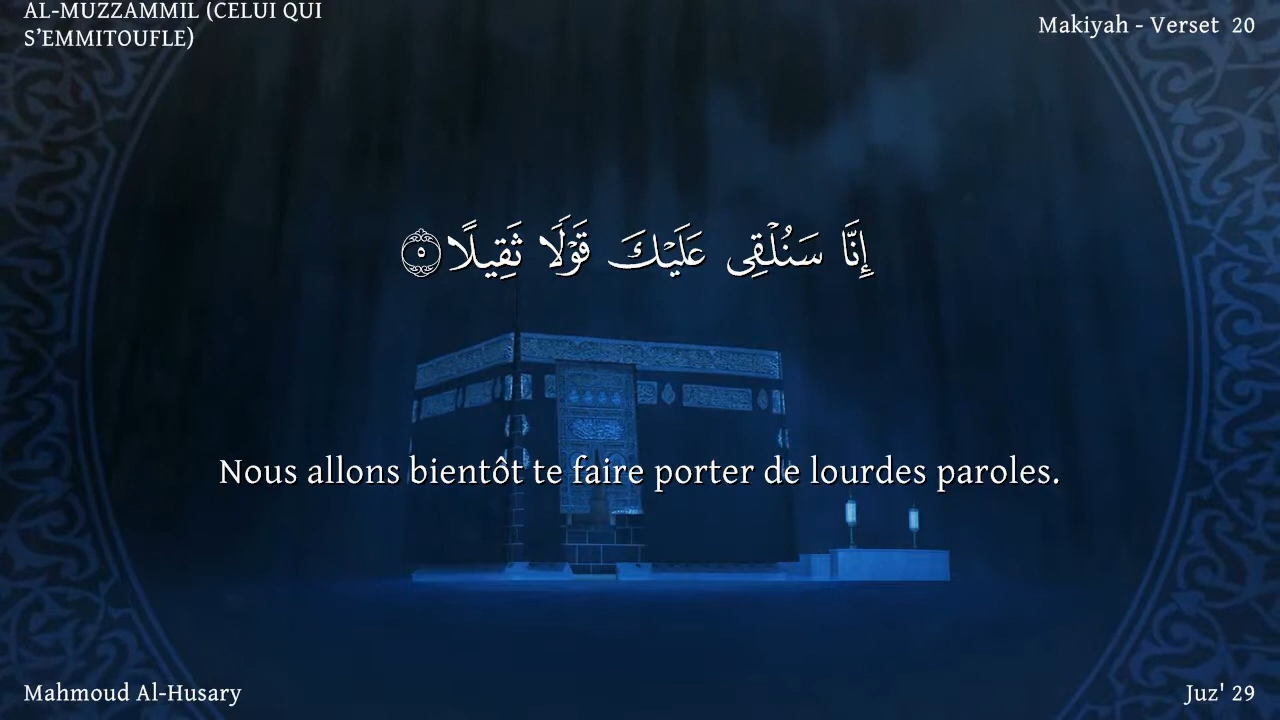 AL-MUZZAMMIL (CELUI QUI
S’EMMITOUFLE)
Makiyah - Verset 20
إِنَّا سَنُلْقِى عَلَيْكَ قَوْلًا ثَقِيلًا ٥
Nous allons bientôt te faire porter de lourdes paroles.
Mahmoud Al-Husary
Juz' 29